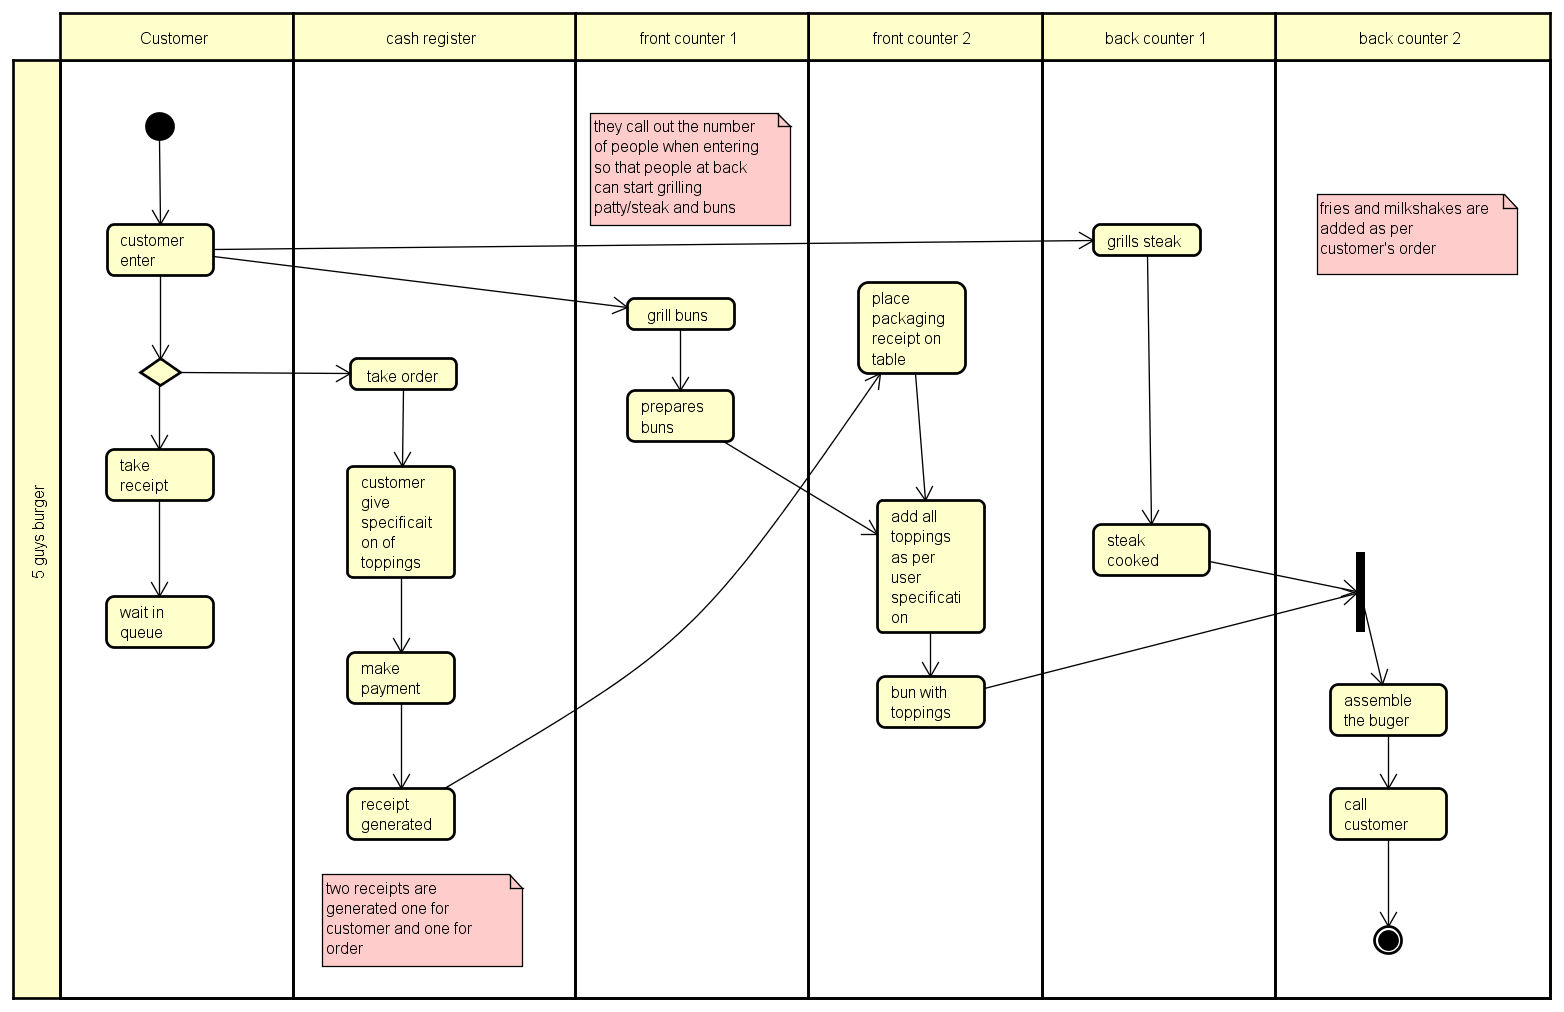 Customer
cash register
front counter 1
front counter 2
back counter 1
back counter 2
5 guys burger
customer
enter
take
receipt
wait in
queue
take order
customer
give
specificait
on of
toppings
make
payment
receipt
generated
two receipts are
generated one for
customer and one for
order
they call out the number
of people when entering
so that people at back
can start grilling
patty/steak and buns
grill buns
prepares
buns
place
packaging
receipt on
table
add all
toppings
as per
user
specificati
on
bun with
toppings
grills steak
steak
cooked
fries and milkshakes are
added as per
customer's order
assemble
the buger
call
customer